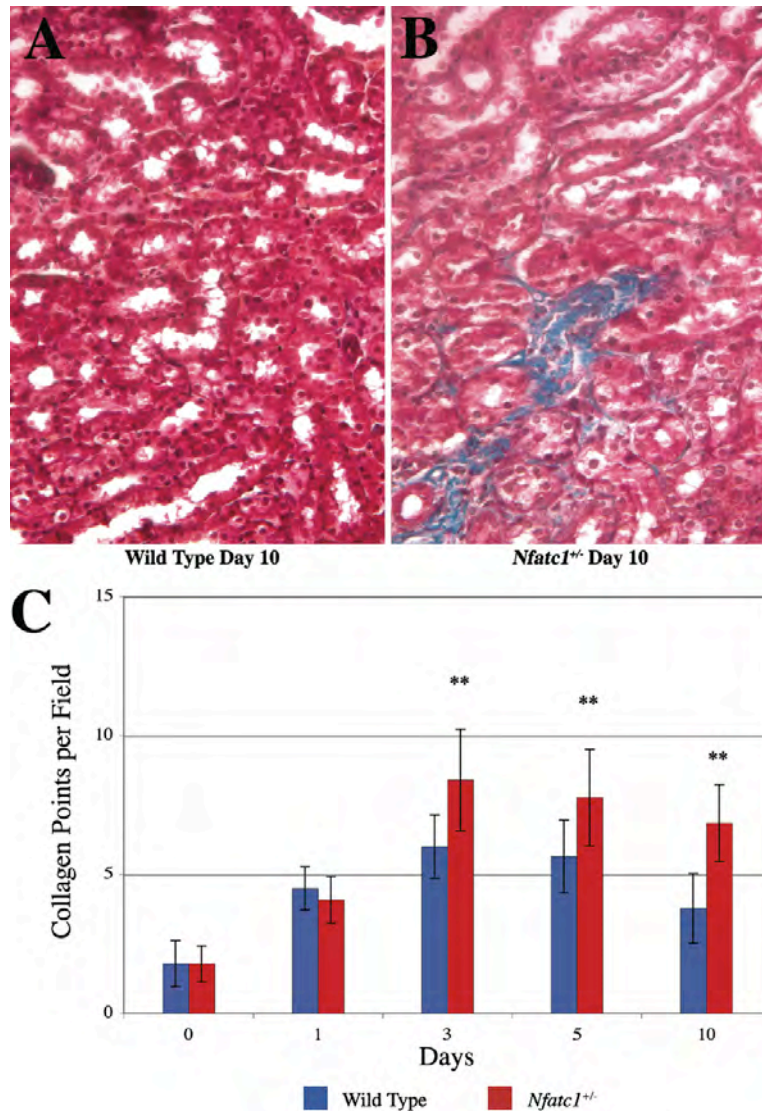 A
B
Wild Type Day 10
Nfatc1+/- Day 10
C
Collagen Points per Field
15
10
5
0
**
**
**
0 1 3 5 10
Days
Wild Type
Nfatc1+/-